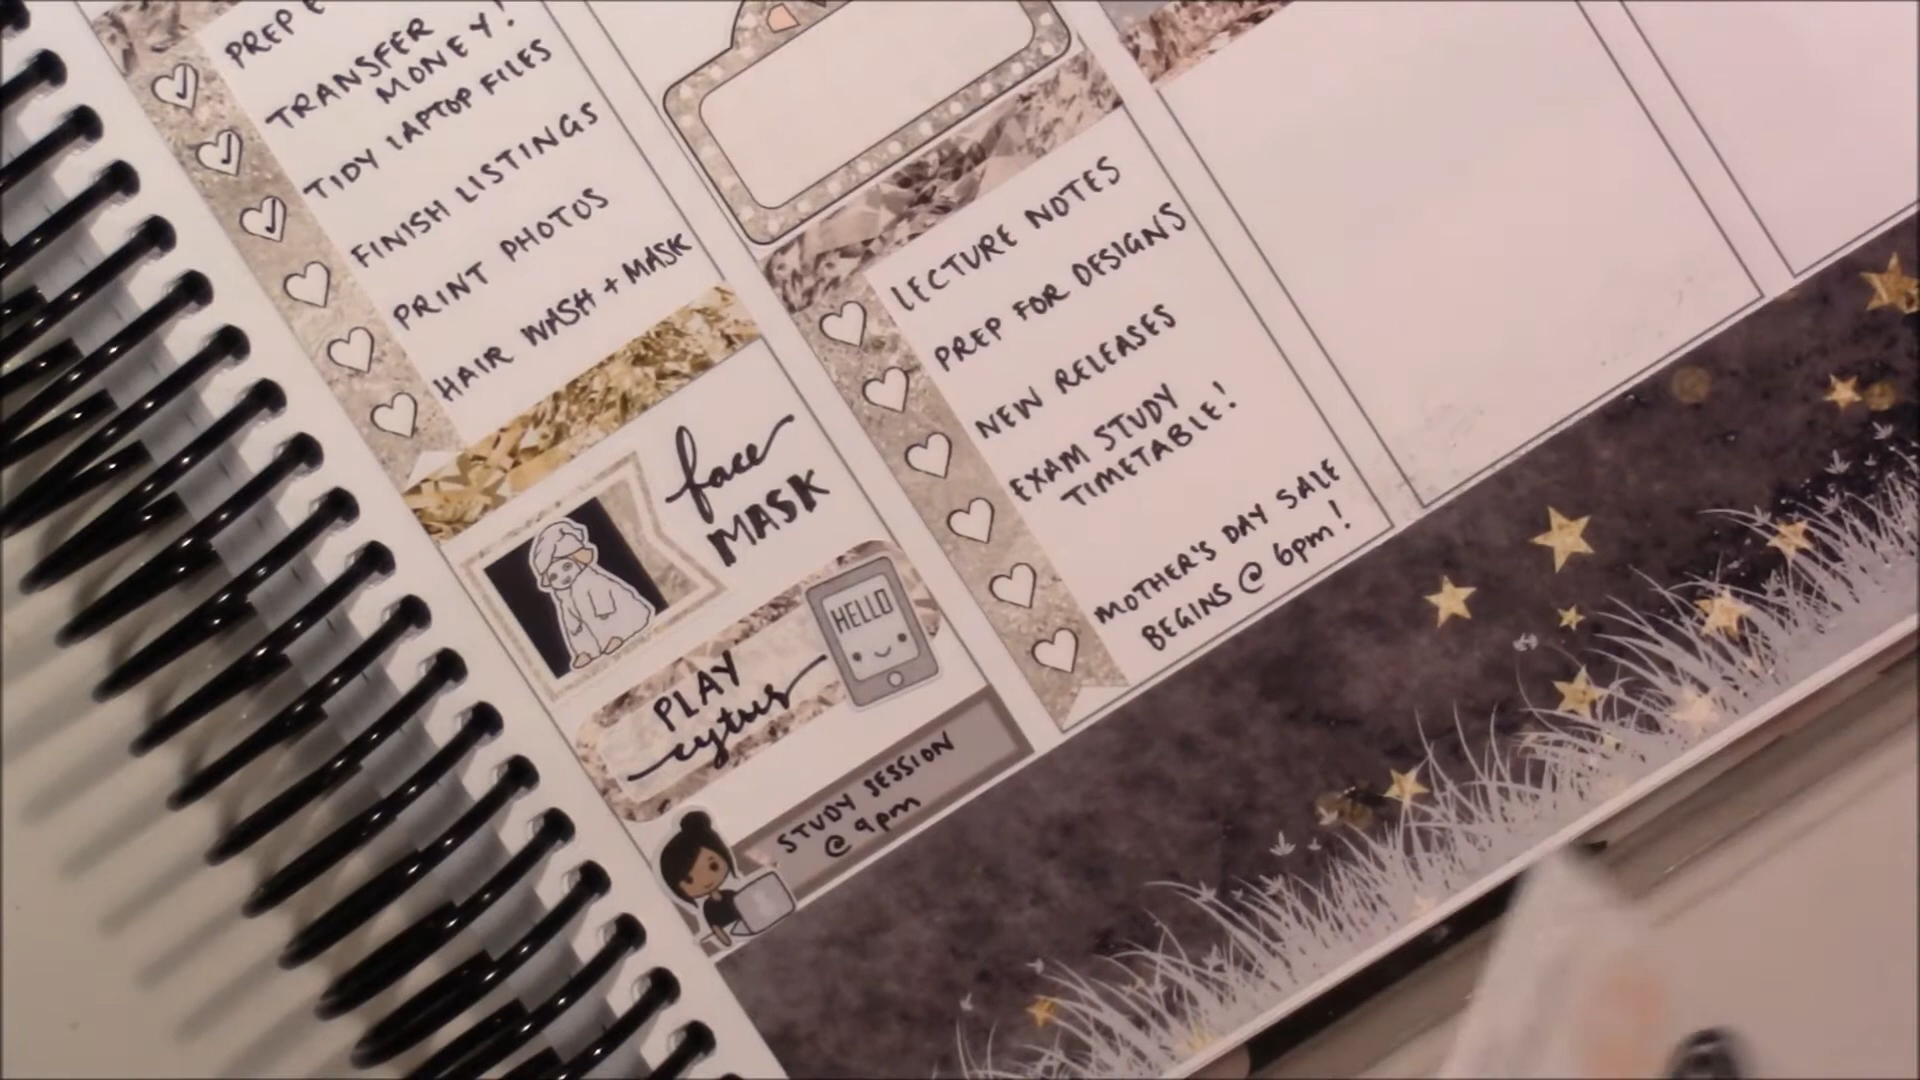 PREP
TRANSFER
MONEY!
TIDY LAPTOP FILES
FINISH LISTINGS
PRINT PHOTOS
HAIR WASH + MASK
face
MASK
HELLO
PLAY
cytus
STUDY SESSION
@ 9pm
LECTURE NOTES
PREP FOR DESIGNS
NEW RELEASES
EXAM STUDY
TIMETABLE!
MOTHER'S DAY SALE
BEGINS @ 6pm!